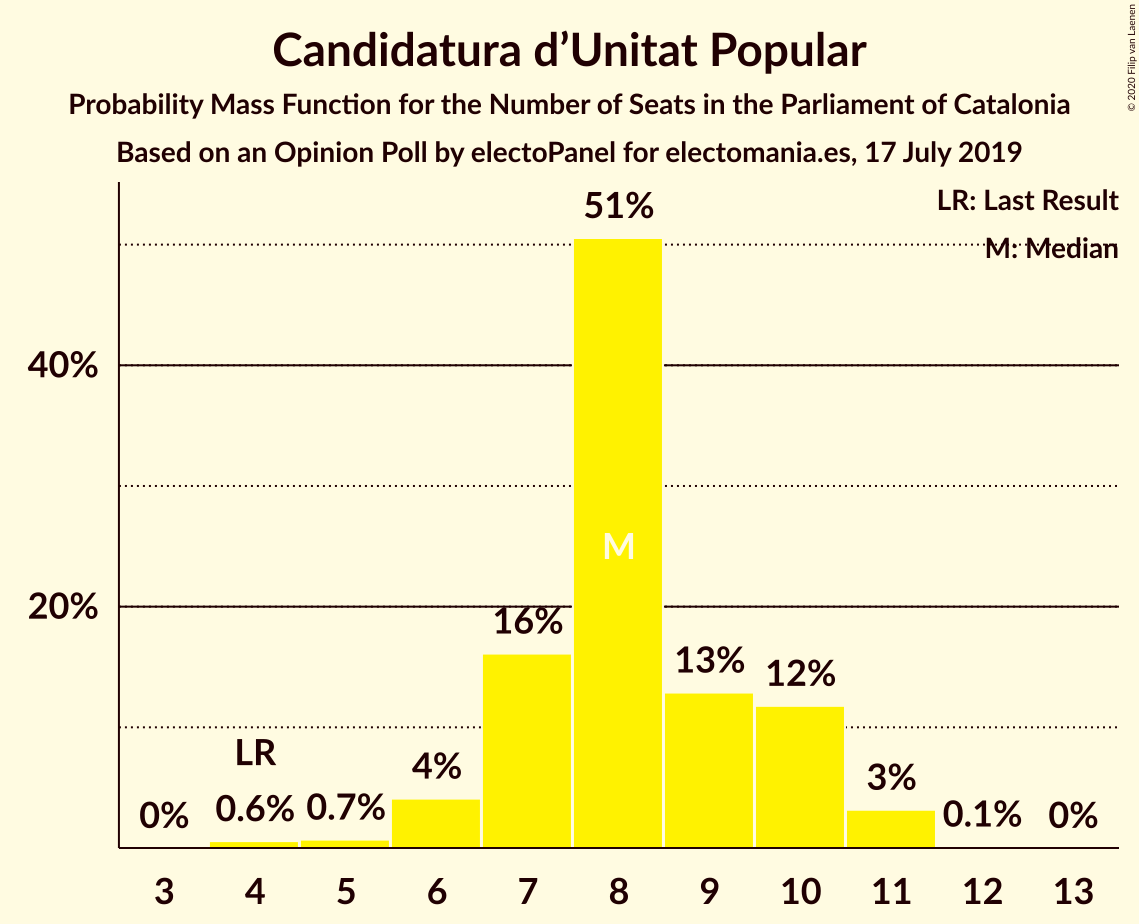 Candidatura d’Unitat Popular
Probability Mass Function for the Number of Seats in the Parliament of Catalonia
Based on an Opinion Poll by electoPanel for electomania.es, 17 July 2019
© 2020 Filip van Laenen
LR: Last Result
M: Median
40%
20%
0%
LR
0.6%
0.7%
4%
16%
51%
M
13%
12%
3%
0.1%
0%
3 4 5 6 7 8 9 10 11 12 13